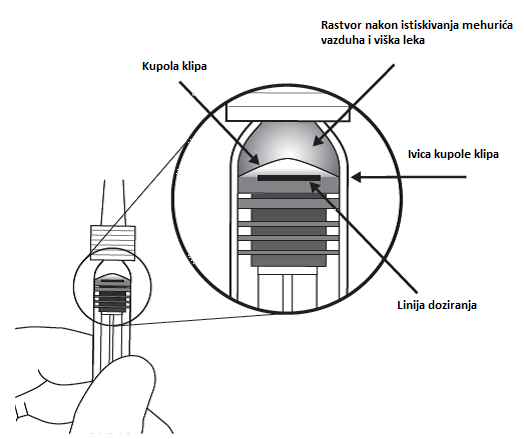 Rastvor nakon istiskivanja mehurića
vazduha i viška leka
Kupola klipa
Ivica kupole klipa
Linija doziranja